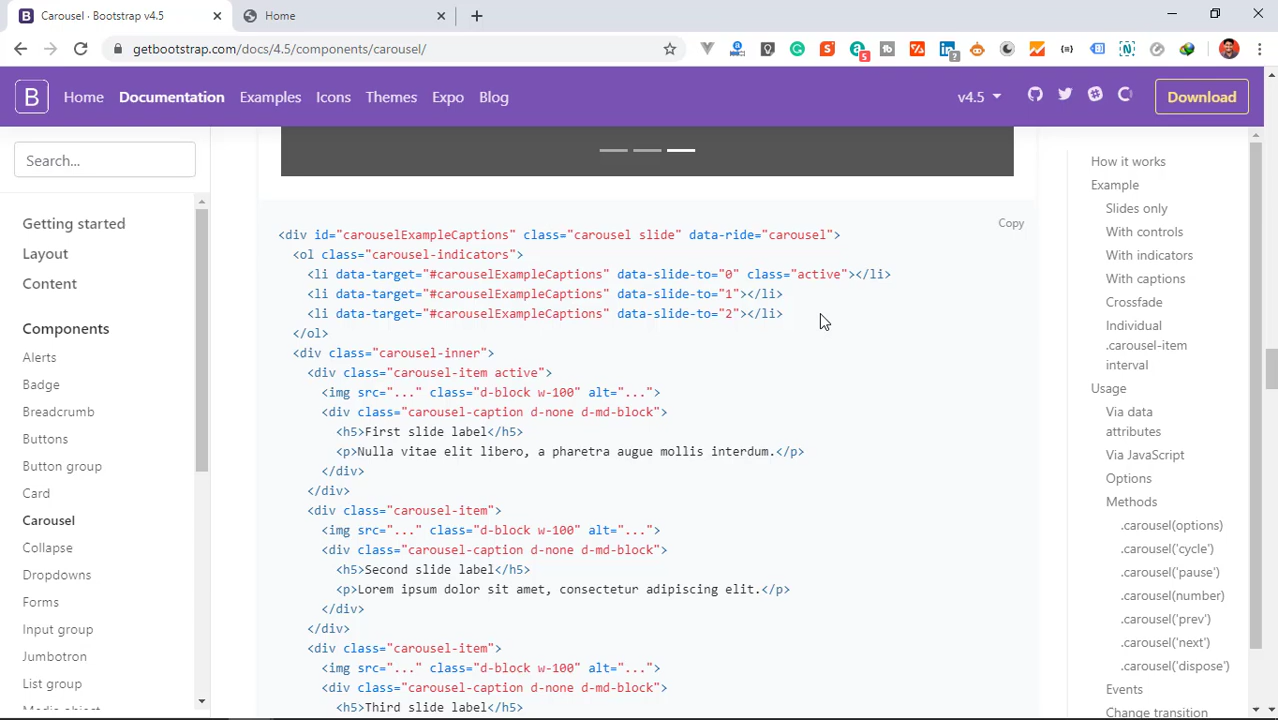 Carousel · Bootstrap v4.5
Home
getbootstrap.com/docs/4.5/components/carousel/
B
Home
Documentation
Examples
Icons
Themes
Expo
Blog
v4.5
Download
Search...
Getting started
Layout
Content
Components
Alerts
Badge
Breadcrumb
Buttons
Button group
Card
Carousel
Collapse
Dropdowns
Forms
Input group
Jumbotron
List group
Media object
Copy
<div id="carouselExampleCaptions" class="carousel slide" data-ride="carousel">
<ol class="carousel-indicators">
<li data-target="#carouselExampleCaptions" data-slide-to="0" class="active"></li>
<li data-target="#carouselExampleCaptions" data-slide-to="1"></li>
<li data-target="#carouselExampleCaptions" data-slide-to="2"></li>
</ol>
<div class="carousel-inner">
<div class="carousel-item active">
<img src="..." class="d-block w-100" alt="...">
<div class="carousel-caption d-none d-md-block">
<h5>First slide label</h5>
<p>Nulla vitae elit libero, a pharetra augue mollis interdum.</p>
</div>
</div>
<div class="carousel-item">
<img src="..." class="d-block w-100" alt="...">
<div class="carousel-caption d-none d-md-block">
<h5>Second slide label</h5>
<p>Lorem ipsum dolor sit amet, consectetur adipiscing elit.</p>
</div>
</div>
<div class="carousel-item">
<img src="..." class="d-block w-100" alt="...">
<div class="carousel-caption d-none d-md-block">
<h5>Third slide label</h5>
How it works
Example
Slides only
With controls
With indicators
With captions
Crossfade
Individual
.carousel-item
interval
Usage
Via data
attributes
Via JavaScript
Options
Methods
.carousel(options)
.carousel('cycle')
.carousel('pause')
.carousel(number)
.carousel('prev')
.carousel('next')
.carousel('dispose')
Events
Change transition